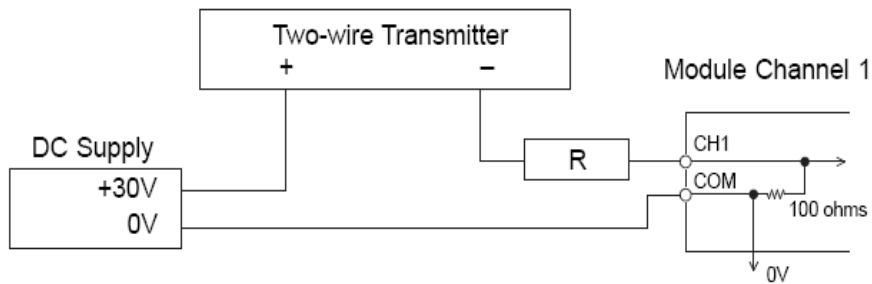 Two-wire Transmitter
+ –
Module Channel 1
DC Supply
+30V
0V
R
CH1
COM
100 ohms
0V